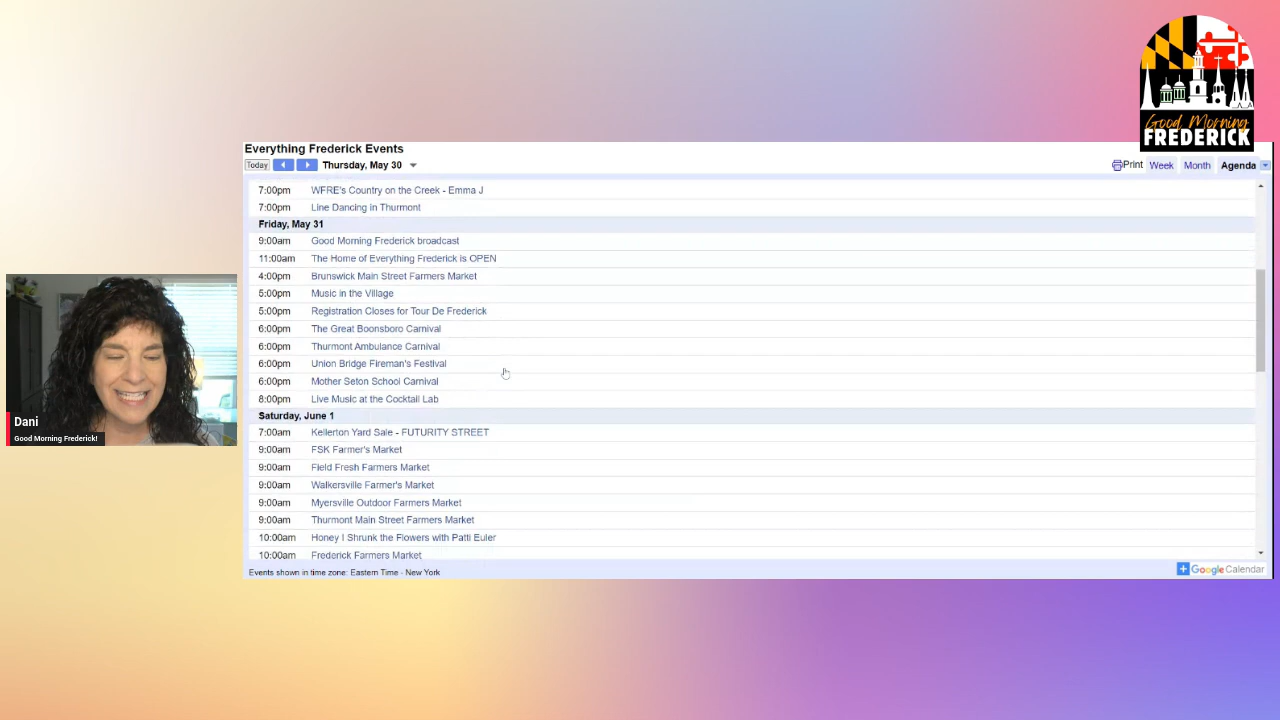 Good Morning
FREDERICK
Everything Frederick Events
Today Thursday, May 30 Print Week Month Agenda
7:00pm WFRE's Country on the Creek - Emma J
7:00pm Line Dancing in Thurmont
Friday, May 31
9:00am Good Morning Frederick broadcast
11:00am The Home of Everything Frederick is OPEN
4:00pm Brunswick Main Street Farmers Market
5:00pm Music in the Village
5:00pm Registration Closes for Tour De Frederick
6:00pm The Great Boonsboro Carnival
6:00pm Thurmont Ambulance Carnival
6:00pm Union Bridge Fireman's Festival
6:00pm Mother Seton School Carnival
8:00pm Live Music at the Cocktail Lab
Saturday, June 1
7:00am Kellerton Yard Sale - FUTURITY STREET
9:00am FSK Farmer's Market
9:00am Field Fresh Farmers Market
9:00am Walkersville Farmer's Market
9:00am Myersville Outdoor Farmers Market
9:00am Thurmont Main Street Farmers Market
10:00am Honey I Shrunk the Flowers with Patti Euler
10:00am Frederick Farmers Market
Events shown in time zone: Eastern Time - New York
Google Calendar
Dani
Good Morning Frederick!